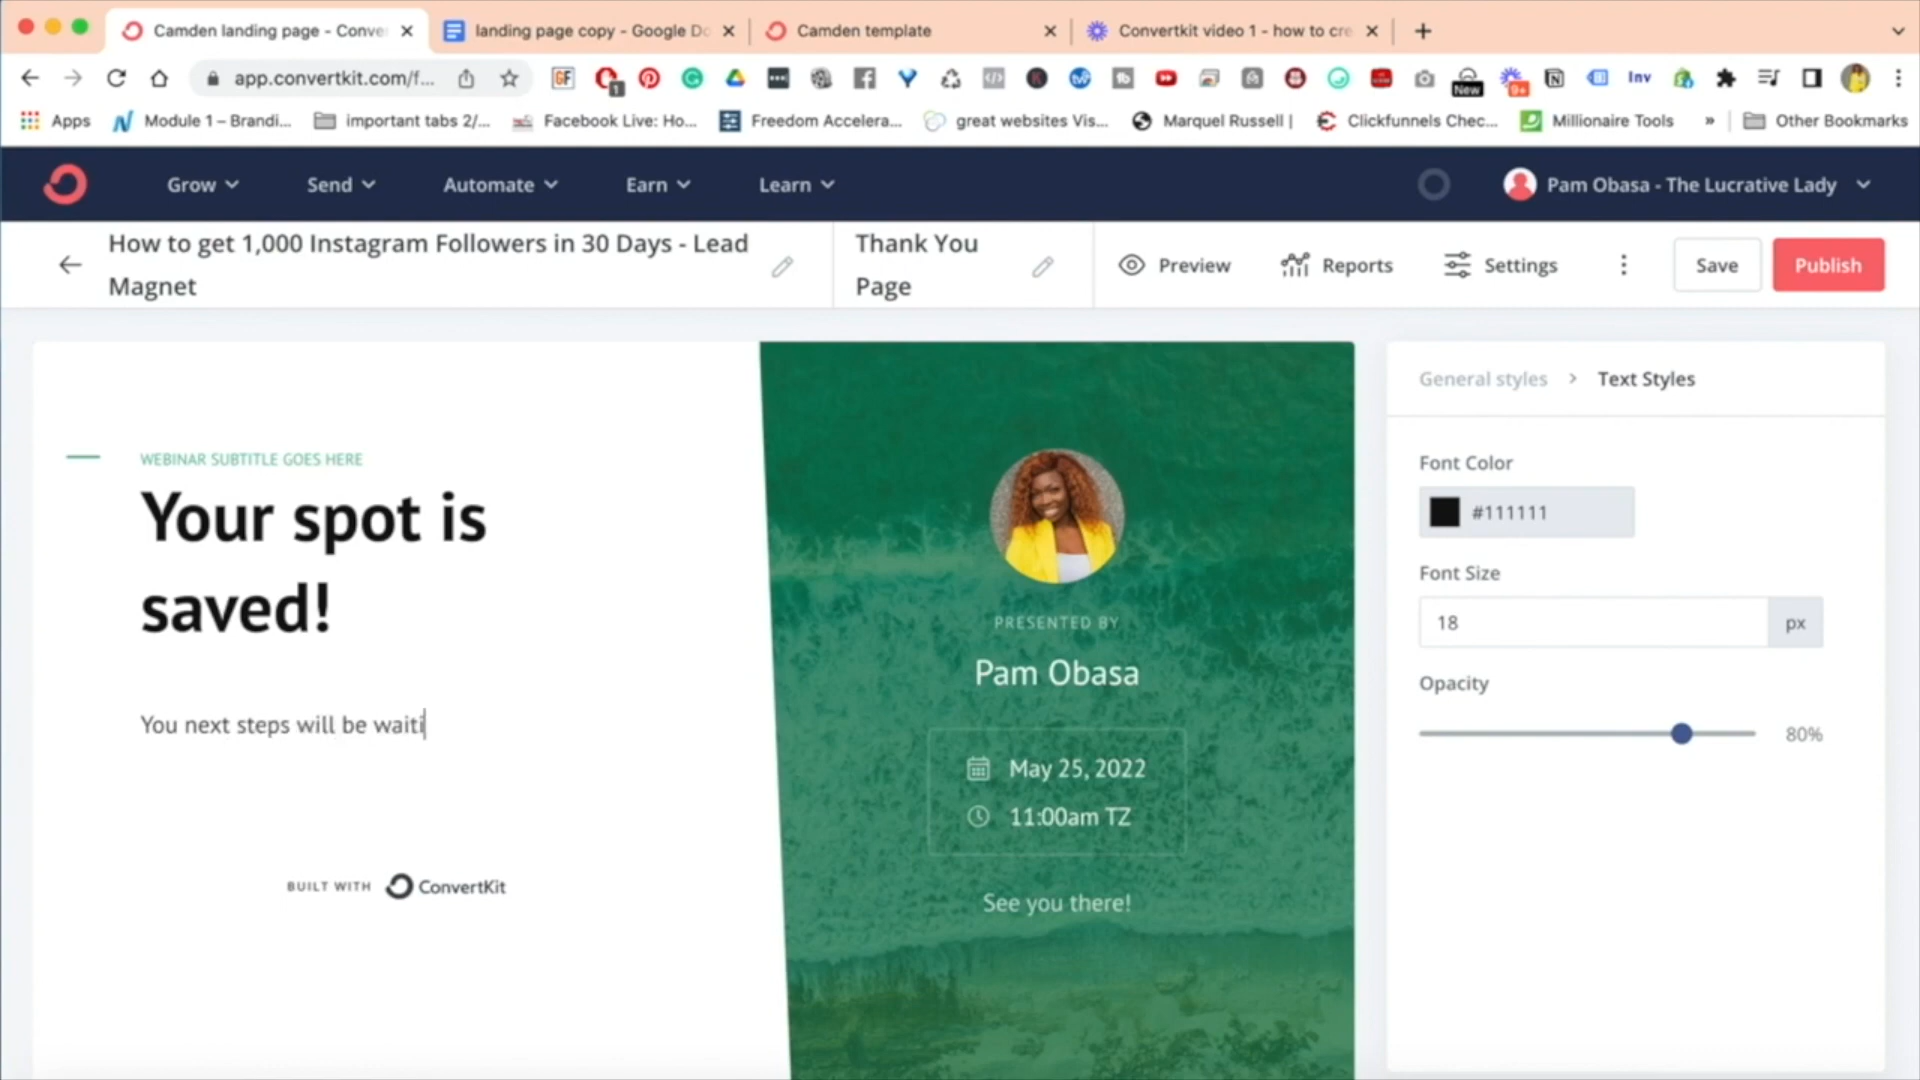 Camden landing page - Conve
landing page copy - Google Do
Camden template
Convertkit video 1 - how to cre
app.convertkit.com/f...
GF
1
New
9+
Inv
Apps
Module 1 – Brandi...
important tabs 2/...
Facebook Live: Ho...
Freedom Accelera...
great websites Vis...
Marquel Russell |
Clickfunnels Chec...
Millionaire Tools
»
Other Bookmarks
Grow
Send
Automate
Earn
Learn
Pam Obasa - The Lucrative Lady
How to get 1,000 Instagram Followers in 30 Days - Lead
Magnet
Thank You
Page
Preview
Reports
Settings
Save
Publish
WEBINAR SUBTITLE GOES HERE
Your spot is
saved!
You next steps will be waiti
BUILT WITH ConvertKit
PRESENTED BY
Pam Obasa
May 25, 2022
11:00am TZ
See you there!
General styles > Text Styles
Font Color
#111111
Font Size
18 px
Opacity
80%